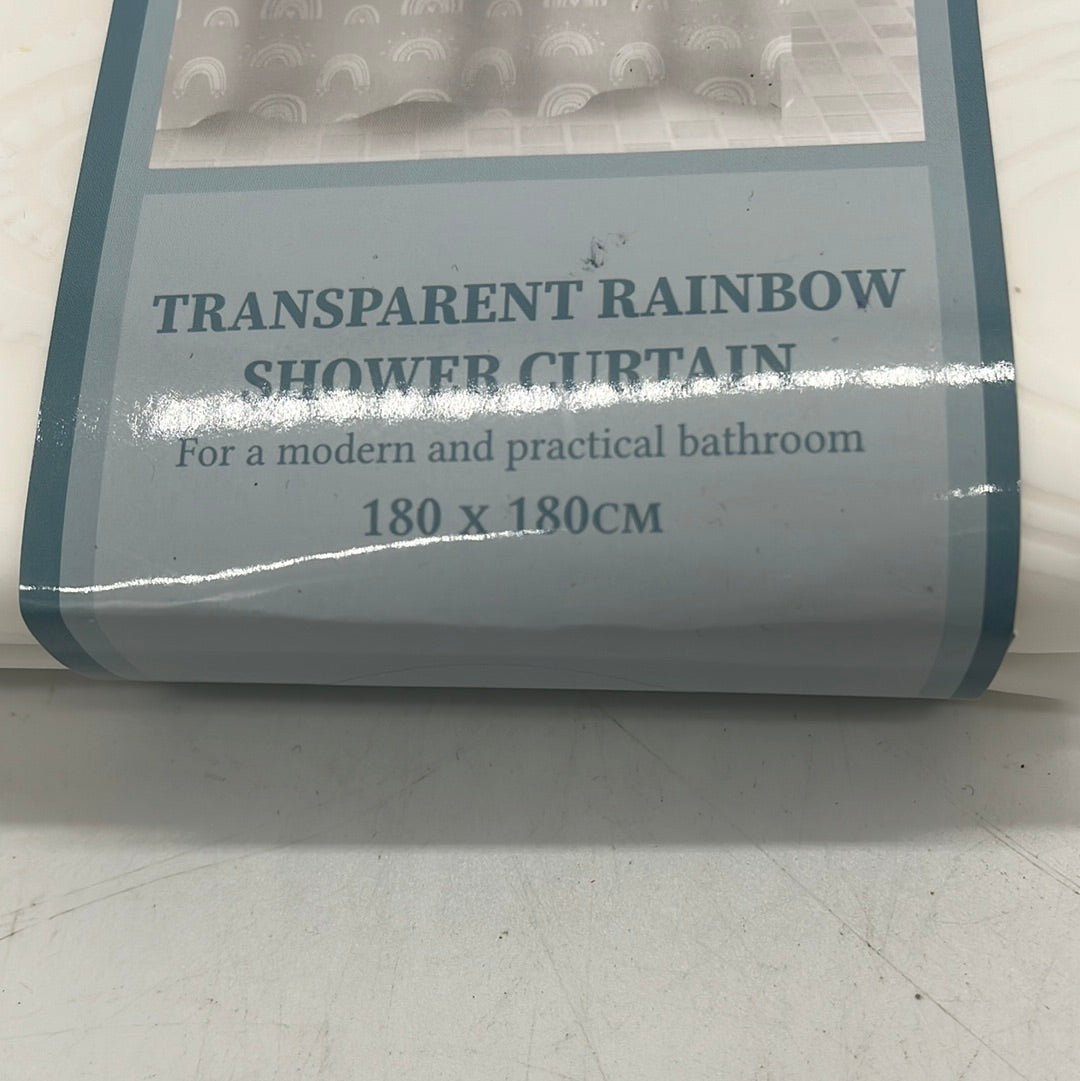 TRANSPARENT RAINBOW
SHOWER CURTAIN
For a modern and practical bathroom
180 x 180CM